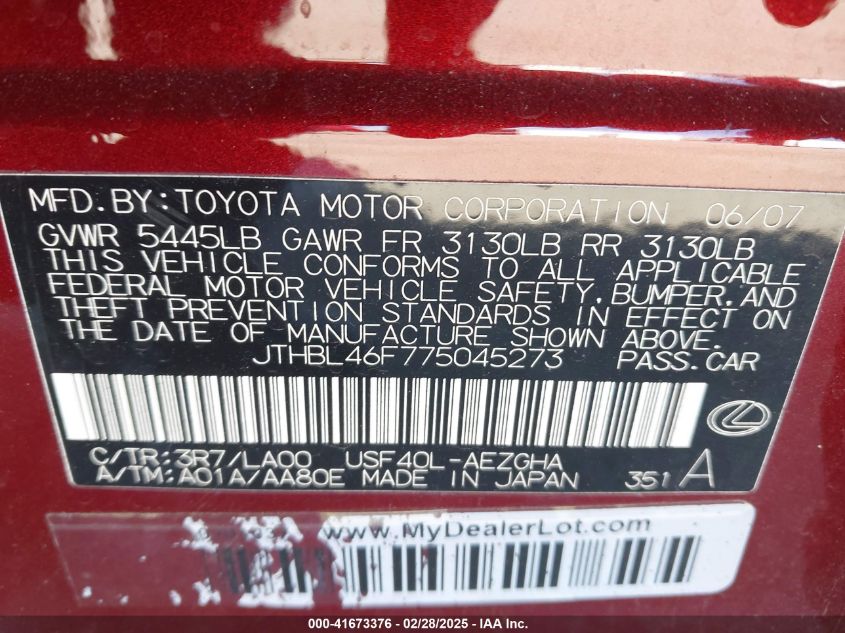 MFD. BY: TOYOTA MOTOR CORPORATION 06/07
GVWR 5445LB GAWR FR 3130LB RR 3130LB
THIS VEHICLE CONFORMS TO ALL APPLICABLE
FEDERAL MOTOR VEHICLE SAFETY, BUMPER, AND
THEFT PREVENTION STANDARDS IN EFFECT ON
THE DATE OF MANUFACTURE SHOWN ABOVE.
JTHBL46F775045273 PASS. CAR
C/TR: 3R7/LA00 USF40L-AEZGHA
A/TM: A01A/AA80E MADE IN JAPAN 351 A
www.MyDealerLot.com
000-41673376 - 02/28/2025 - IAA Inc.